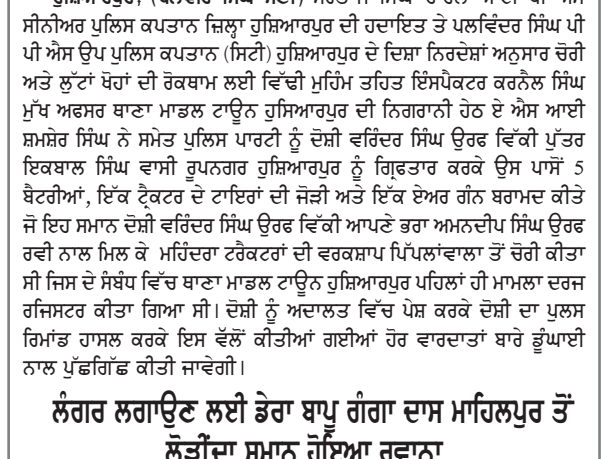 ਸੀਨੀਅਰ ਪੁਲਿਸ ਕਪਤਾਨ ਜ਼ਿਲ੍ਹਾ ਹੁਸ਼ਿਆਰਪੁਰ ਦੀ ਹਦਾਇਤ ਤੇ ਪਲਵਿੰਦਰ ਸਿੰਘ ਪੀ
ਪੀ ਐਸ ਉਪ ਪੁਲਿਸ ਕਪਤਾਨ (ਸਿਟੀ) ਹੁਸ਼ਿਆਰਪੁਰ ਦੇ ਦਿਸ਼ਾ ਨਿਰਦੇਸ਼ਾਂ ਅਨੁਸਾਰ ਚੋਰੀ
ਅਤੇ ਲੁੱਟਾਂ ਖੋਹਾਂ ਦੀ ਰੋਕਥਾਮ ਲਈ ਵਿੱਢੀ ਮੁਹਿੰਮ ਤਹਿਤ ਇੰਸਪੈਕਟਰ ਕਰਨੈਲ ਸਿੰਘ
ਮੁੱਖ ਅਫਸਰ ਥਾਣਾ ਮਾਡਲ ਟਾਊਨ ਹੁਸਿਆਰਪੁਰ ਦੀ ਨਿਗਰਾਨੀ ਹੇਠ ਏ ਐਸ ਆਈ
ਸ਼ਮਸ਼ੇਰ ਸਿੰਘ ਨੇ ਸਮੇਤ ਪੁਲਿਸ ਪਾਰਟੀ ਨੂੰ ਦੋਸ਼ੀ ਵਰਿੰਦਰ ਸਿੰਘ ਉਰਫ ਵਿੱਕੀ ਪੁੱਤਰ
ਇਕਬਾਲ ਸਿੰਘ ਵਾਸੀ ਰੂਪਨਗਰ ਹੁਸ਼ਿਆਰਪੁਰ ਨੂੰ ਗ੍ਰਿਫਤਾਰ ਕਰਕੇ ਉਸ ਪਾਸੋਂ 5
ਬੈਟਰੀਆਂ, ਇੱਕ ਟ੍ਰੈਕਟਰ ਦੇ ਟਾਇਰਾਂ ਦੀ ਜੋੜੀ ਅਤੇ ਇੱਕ ਏਅਰ ਗੰਨ ਬਰਾਮਦ ਕੀਤੇ
ਜੋ ਇਹ ਸਮਾਨ ਦੋਸ਼ੀ ਵਰਿੰਦਰ ਸਿੰਘ ਉਰਫ ਵਿੱਕੀ ਆਪਣੇ ਭਰਾ ਅਮਨਦੀਪ ਸਿੰਘ ਉਰਫ
ਰਵੀ ਨਾਲ ਮਿਲ ਕੇ ਮਹਿੰਦਰਾ ਟਰੈਕਟਰਾਂ ਦੀ ਵਰਕਸ਼ਾਪ ਪਿੱਪਲਾਂਵਾਲਾ ਤੋਂ ਚੋਰੀ ਕੀਤਾ
ਸੀ ਜਿਸ ਦੇ ਸੰਬੰਧ ਵਿੱਚ ਥਾਣਾ ਮਾਡਲ ਟਾਊਨ ਹੁਸ਼ਿਆਰਪੁਰ ਪਹਿਲਾਂ ਹੀ ਮਾਮਲਾ ਦਰਜ
ਰਜਿਸਟਰ ਕੀਤਾ ਗਿਆ ਸੀ। ਦੋਸ਼ੀ ਨੂੰ ਅਦਾਲਤ ਵਿੱਚ ਪੇਸ਼ ਕਰਕੇ ਦੋਸ਼ੀ ਦਾ ਪੁਲਸ
ਰਿਮਾਂਡ ਹਾਸਲ ਕਰਕੇ ਇਸ ਵੱਲੋਂ ਕੀਤੀਆਂ ਗਈਆਂ ਹੋਰ ਵਾਰਦਾਤਾਂ ਬਾਰੇ ਡੂੰਘਾਈ
ਨਾਲ ਪੁੱਛਗਿੱਛ ਕੀਤੀ ਜਾਵੇਗੀ।
ਲੰਗਰ ਲਗਾਉਣ ਲਈ ਡੇਰਾ ਬਾਪੂ ਗੰਗਾ ਦਾਸ ਮਾਹਿਲਪੁਰ ਤੋਂ
ਲੋੜੀਂਦਾ ਸਮਾਨ ਹੋਇਆ ਰਵਾਨਾ